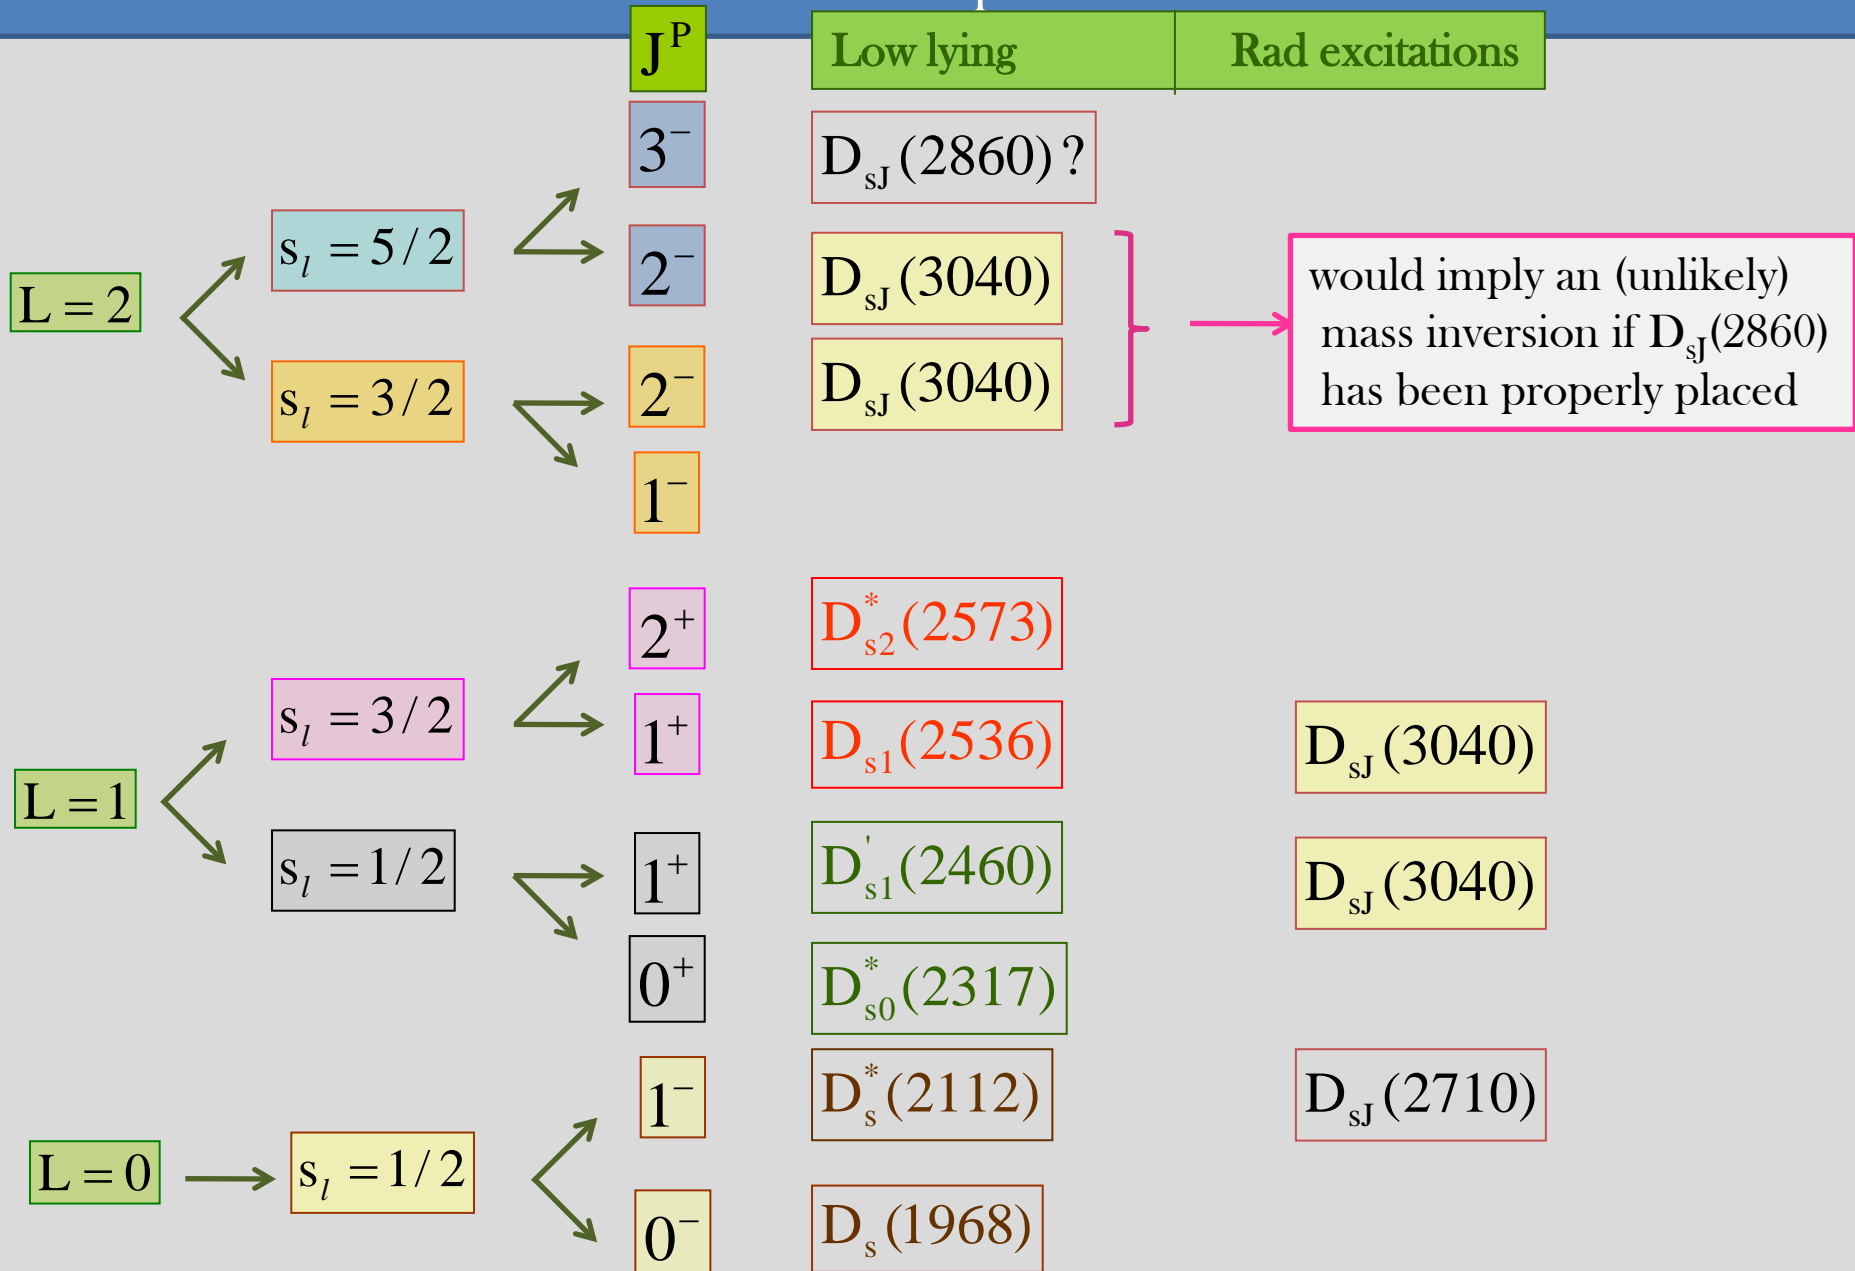 J^P Low lying Rad excitations
3^− D_sJ(2860)?
s_l = 5/2
2^− D_sJ(3040)
L = 2
would imply an (unlikely)
mass inversion if D_sJ(2860)
has been properly placed
s_l = 3/2
2^− D_sJ(3040)
1^−
2^+ D^*_s2(2573)
s_l = 3/2
1^+ D_s1(2536) D_sJ(3040)
L = 1
s_l = 1/2
1^+ D^'_s1(2460) D_sJ(3040)
0^+ D^*_s0(2317)
1^− D^*_s(2112) D_sJ(2710)
L = 0 s_l = 1/2
0^− D_s(1968)